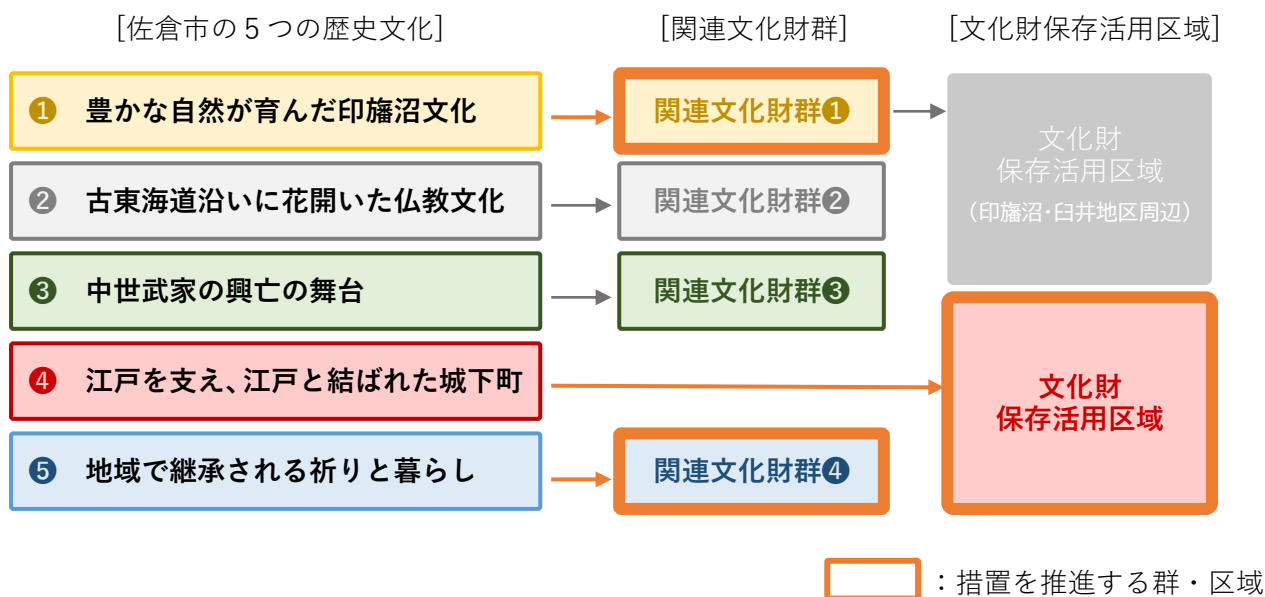 [佐倉市の5つの歴史文化] [関連文化財群] [文化財保存活用区域]
❶ 豊かな自然が育んだ印旛沼文化
関連文化財群❶
文化財
保存活用区域
（印旛沼･臼井地区周辺）
❷ 古東海道沿いに花開いた仏教文化
関連文化財群❷
❸ 中世武家の興亡の舞台
関連文化財群❸
❹ 江戸を支え、江戸と結ばれた城下町
文化財
保存活用区域
❺ 地域で継承される祈りと暮らし
関連文化財群❹
：措置を推進する群・区域